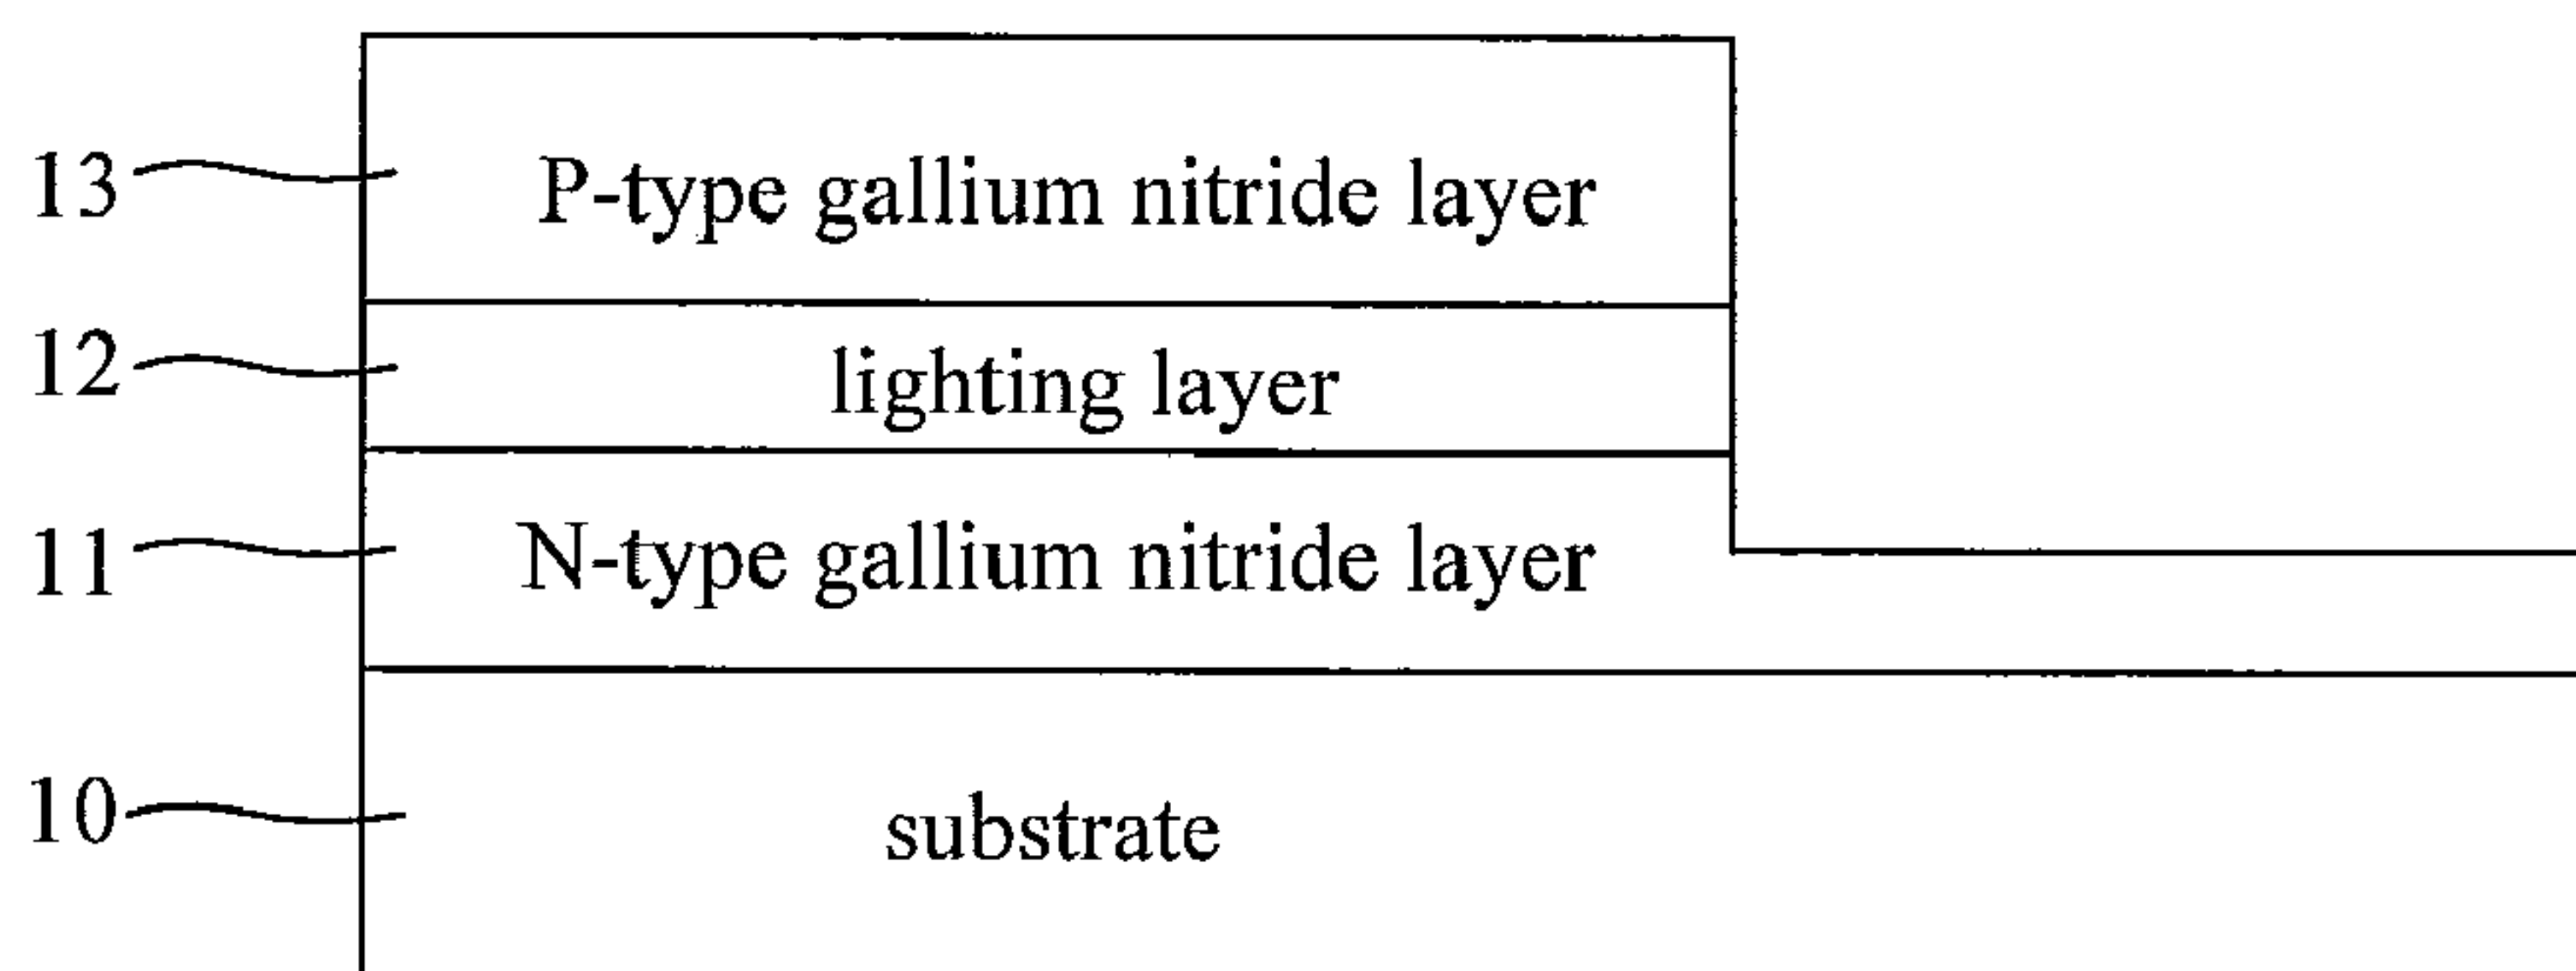 13 P-type gallium nitride layer
12 lighting layer
11 N-type gallium nitride layer
10 substrate